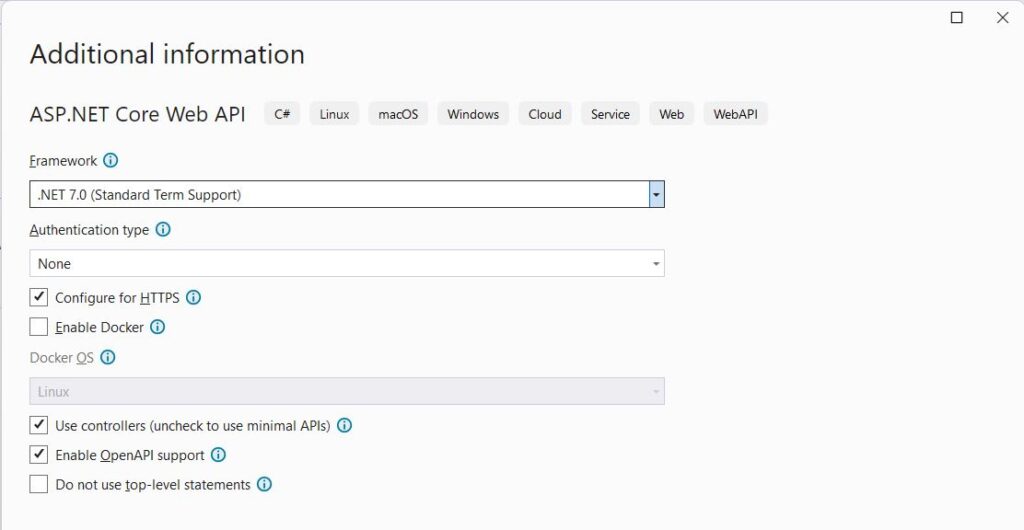 Additional information
ASP.NET Core Web API C# Linux macOS Windows Cloud Service Web WebAPI
Framework
.NET 7.0 (Standard Term Support)
Authentication type
None
Configure for HTTPS
Enable Docker
Docker OS
Linux
Use controllers (uncheck to use minimal APIs)
Enable OpenAPI support
Do not use top-level statements